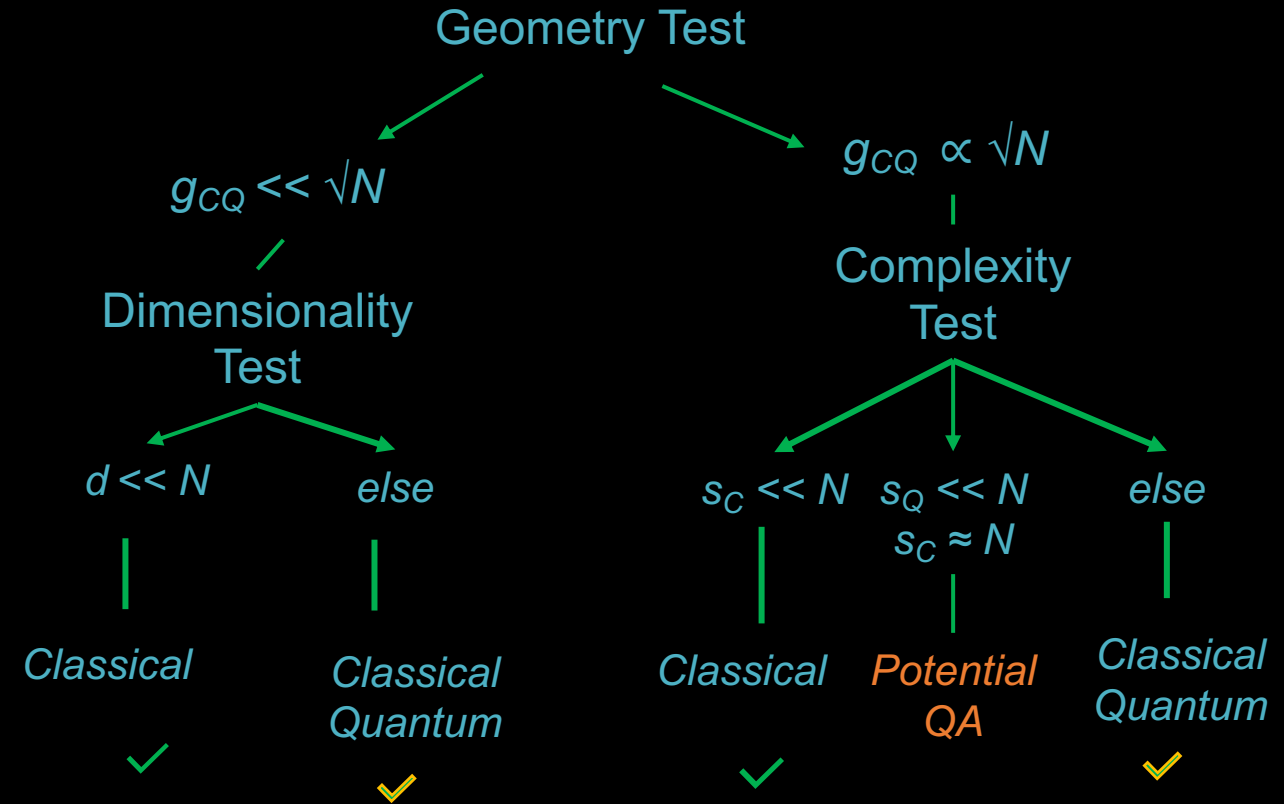 Geometry Test
g_CQ << √N
g_CQ ∝ √N
Dimensionality
Test
Complexity
Test
d << N
else
s_C << N
s_Q << N
s_C ≈ N
else
Classical
Classical
Quantum
Classical
Potential
QA
Classical
Quantum